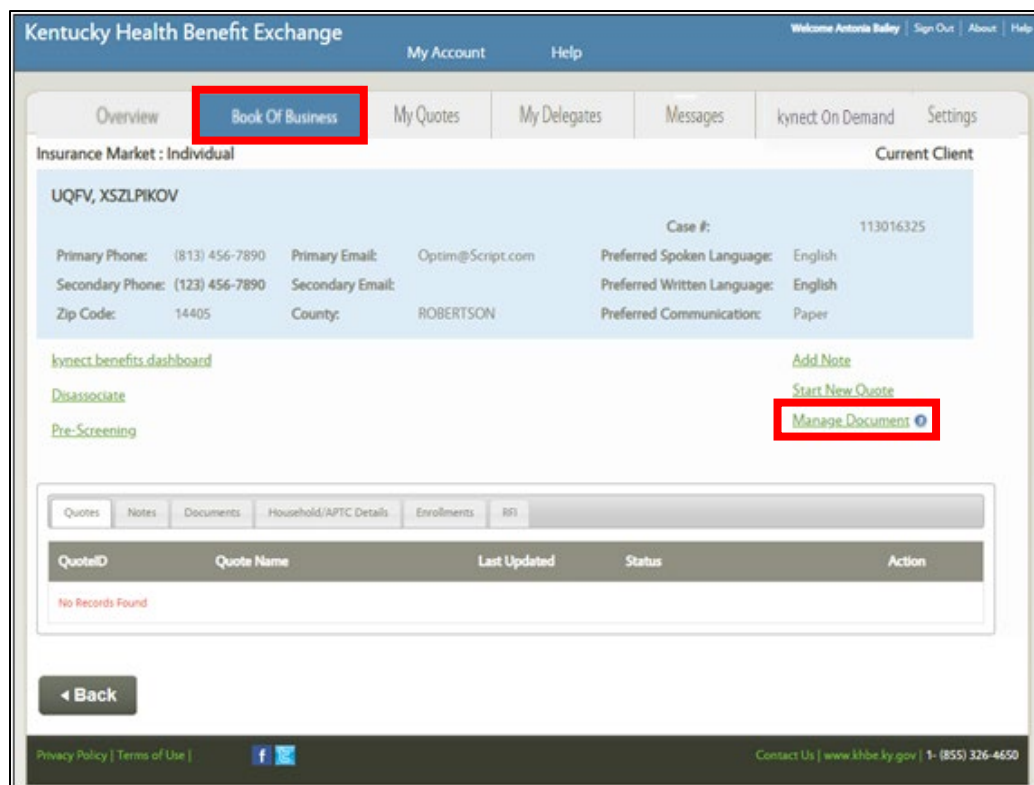 Kentucky Health Benefit Exchange
Welcome Antonia Bailey | Sign Out | About | Help
My Account Help
Overview Book Of Business My Quotes My Delegates Messages kynect On Demand Settings
Insurance Market : Individual Current Client
UQFV, XSZLPIKOV
Case #: 113016325
Primary Phone: (813) 456-7890 Primary Email: Optim@Script.com Preferred Spoken Language: English
Secondary Phone: (123) 456-7890 Secondary Email: Preferred Written Language: English
Zip Code: 14405 County: ROBERTSON Preferred Communication: Paper
kynect benefits dashboard Add Note
Disassociate Start New Quote
Pre-Screening Manage Document
Quotes Notes Documents Household/APTC Details Enrollments RFI
QuoteID Quote Name Last Updated Status Action
No Records Found
Back
Privacy Policy | Terms of Use | f Contact Us | www.khbe.ky.gov | 1- (855) 326-4650